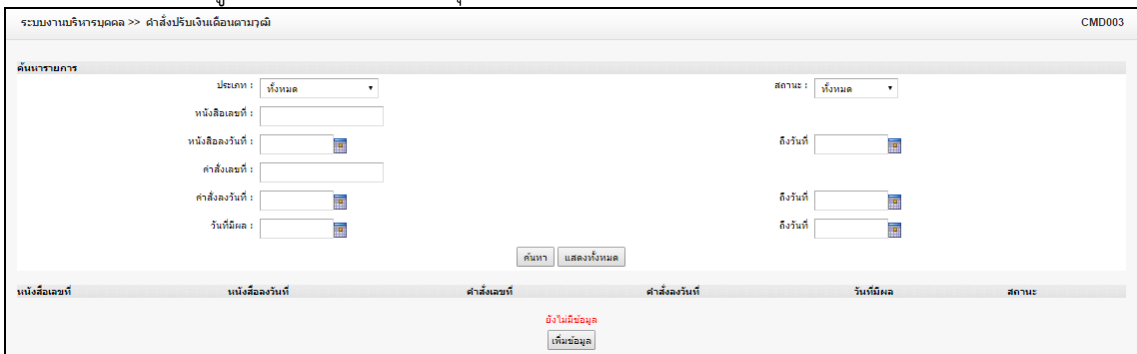 ระบบงานบริหารบุคคล >> คำสั่งปรับเงินเดือนตามวุฒิ CMD003
ค้นหารายการ
ประเภท : ทั้งหมด สถานะ : ทั้งหมด
หนังสือเลขที่ :
หนังสือลงวันที่ : ถึงวันที่
คำสั่งเลขที่ :
คำสั่งลงวันที่ : ถึงวันที่
วันที่มีผล : ถึงวันที่
ค้นหา แสดงทั้งหมด
หนังสือเลขที่ หนังสือลงวันที่ คำสั่งเลขที่ คำสั่งลงวันที่ วันที่มีผล สถานะ
ยังไม่มีข้อมูล
เพิ่มข้อมูล